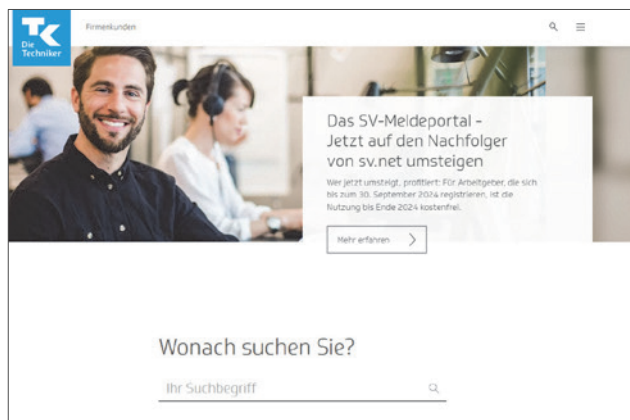 TK
Die
Techniker
Firmenkunden
Das SV-Meldeportal -
Jetzt auf den Nachfolger
von sv.net umsteigen
Wer jetzt umsteigt, profitiert: Für Arbeitgeber, die sich
bis zum 30. September 2024 registrieren, ist die
Nutzung bis Ende 2024 kostenfrei.
Mehr erfahren
Wonach suchen Sie?
Ihr Suchbegriff